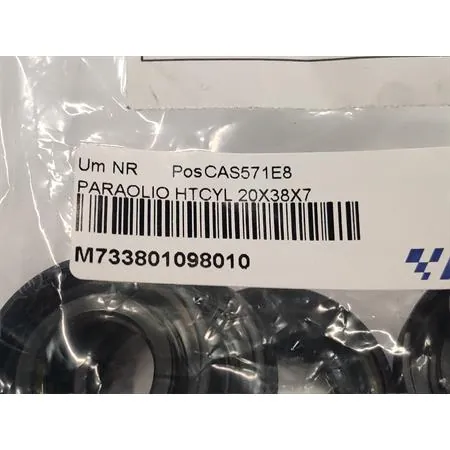 Um NR PosCAS571E8
PARAOLIO HTCYL 20X38X7
M733801098010